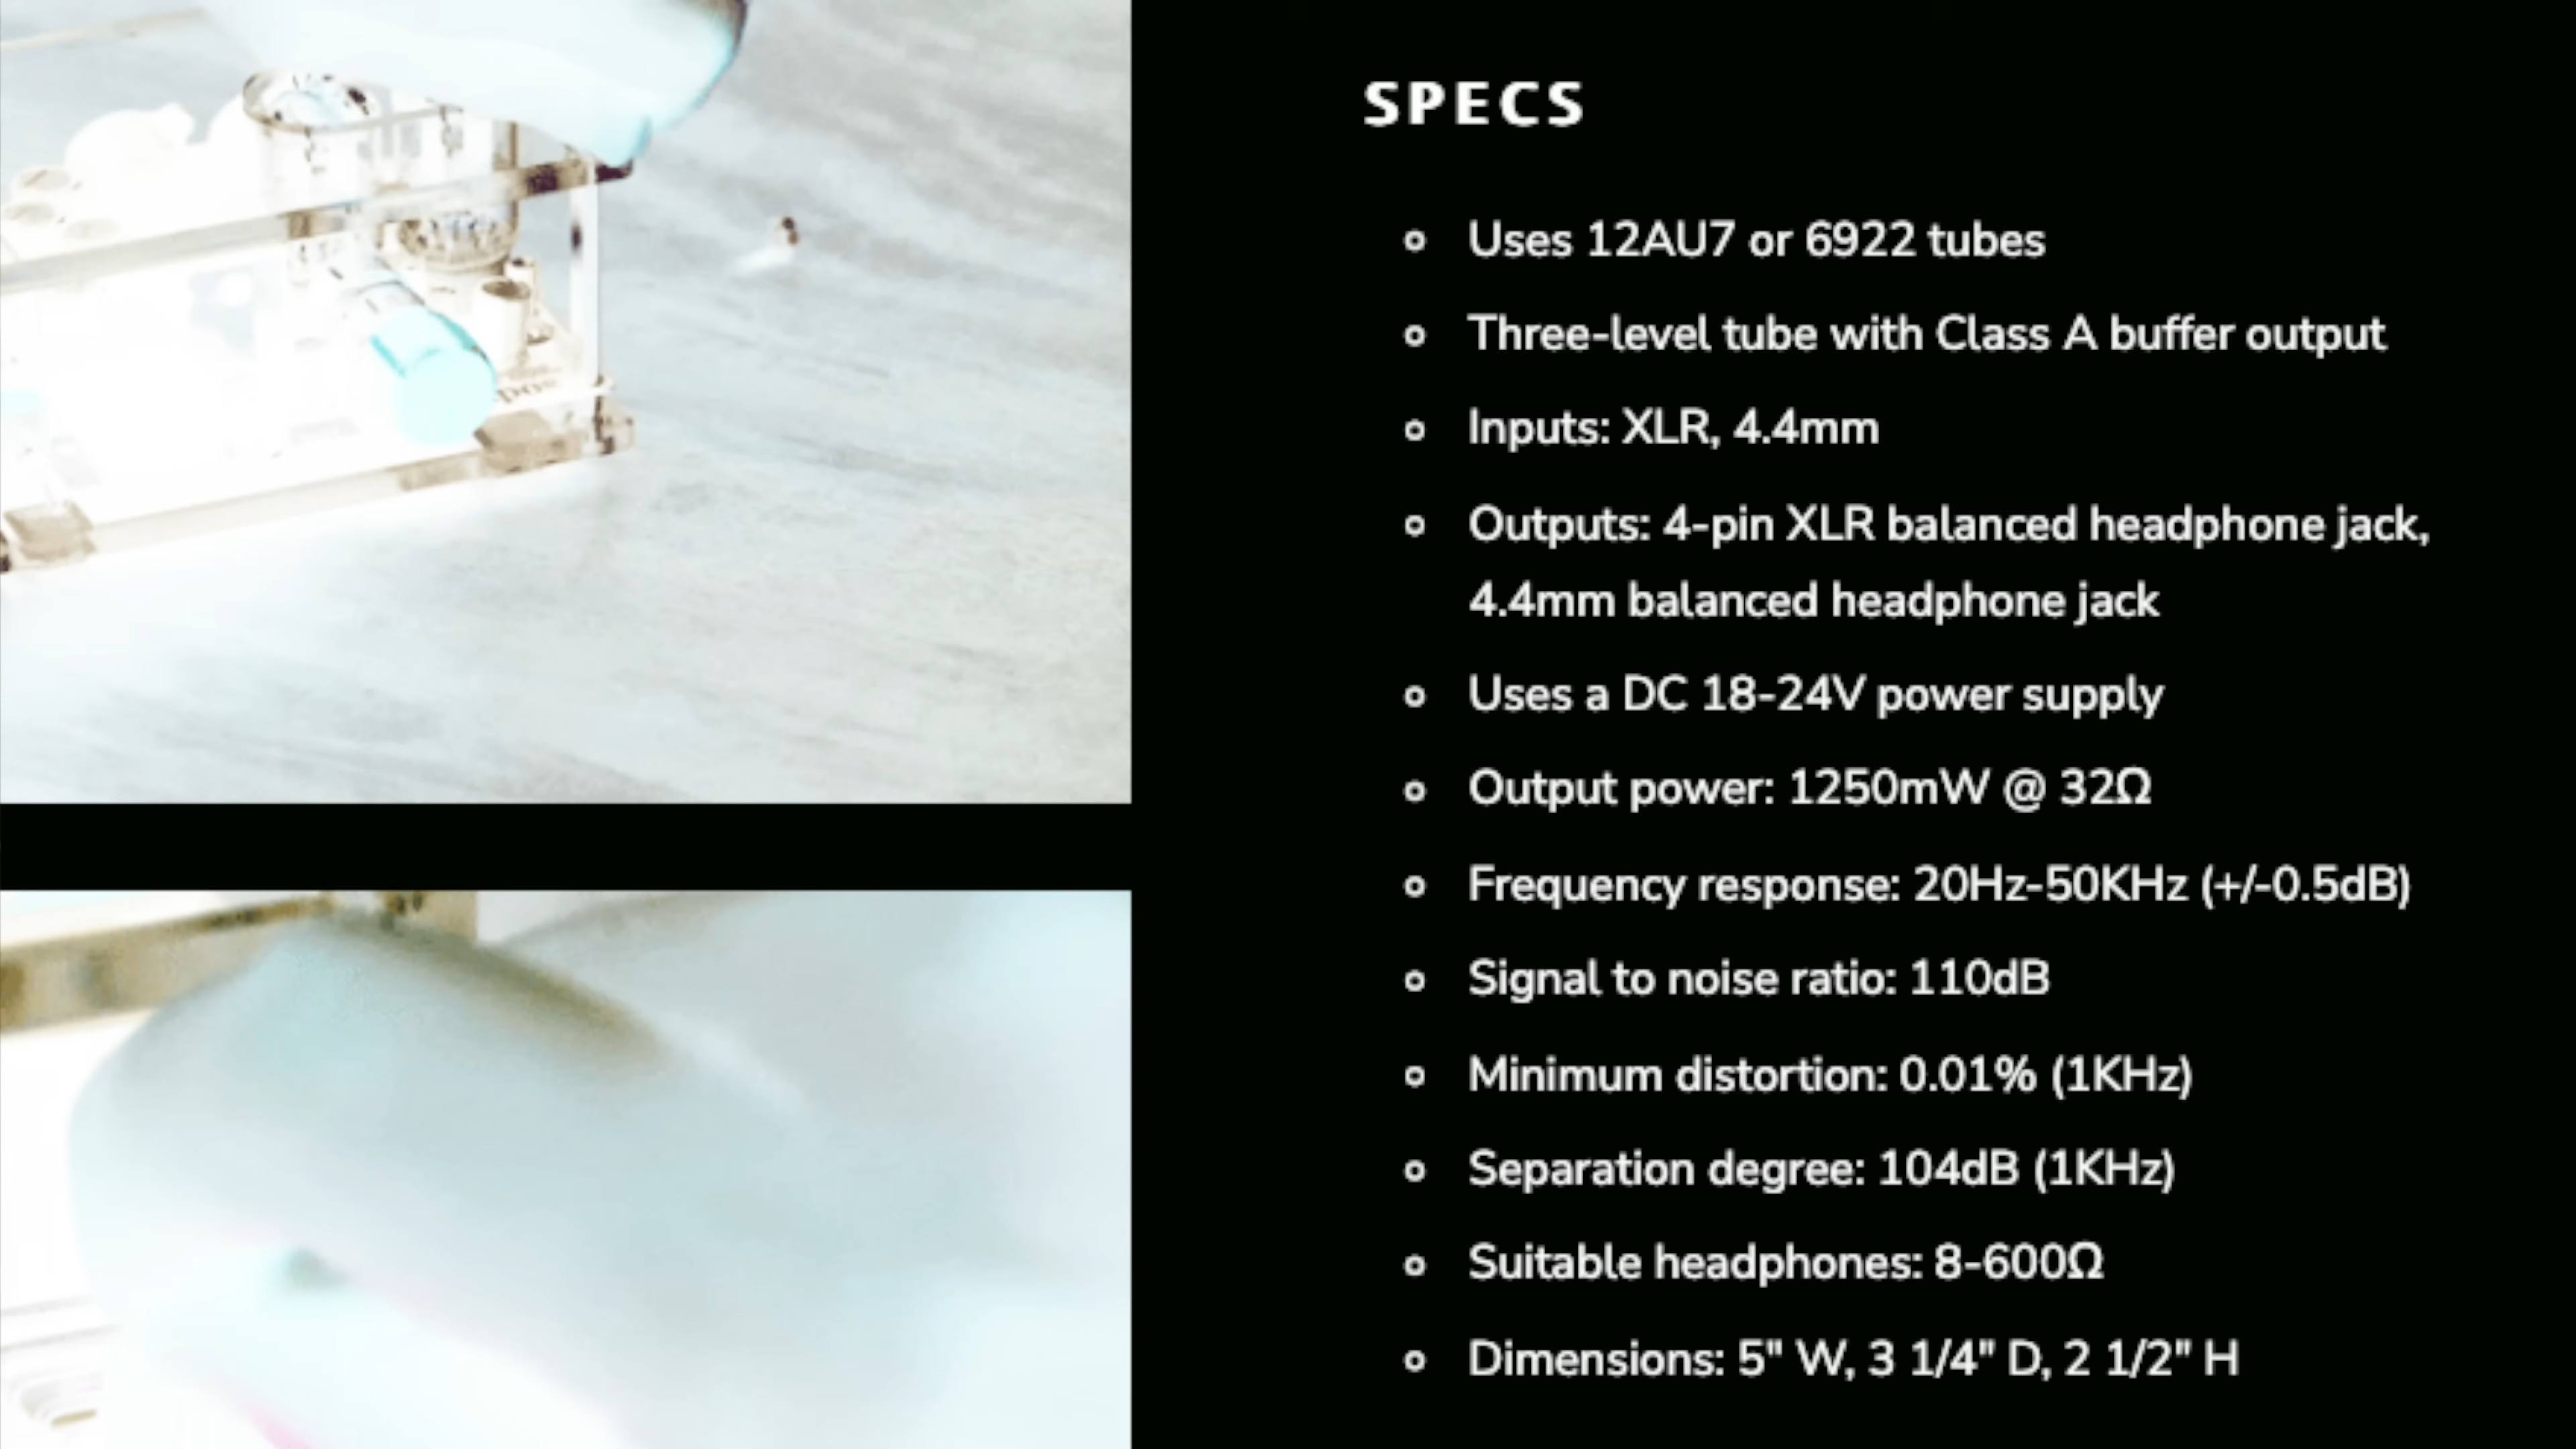 SPECS
Uses 12AU7 or 6922 tubes
Three-level tube with Class A buffer output
Inputs: XLR, 4.4mm
Outputs: 4-pin XLR balanced headphone jack,
4.4mm balanced headphone jack
Uses a DC 18-24V power supply
Output power: 1250mW @ 32Ω
Frequency response: 20Hz-50KHz (+/-0.5dB)
Signal to noise ratio: 110dB
Minimum distortion: 0.01% (1KHz)
Separation degree: 104dB (1KHz)
Suitable headphones: 8-600Ω
Dimensions: 5" W, 3 1/4" D, 2 1/2" H